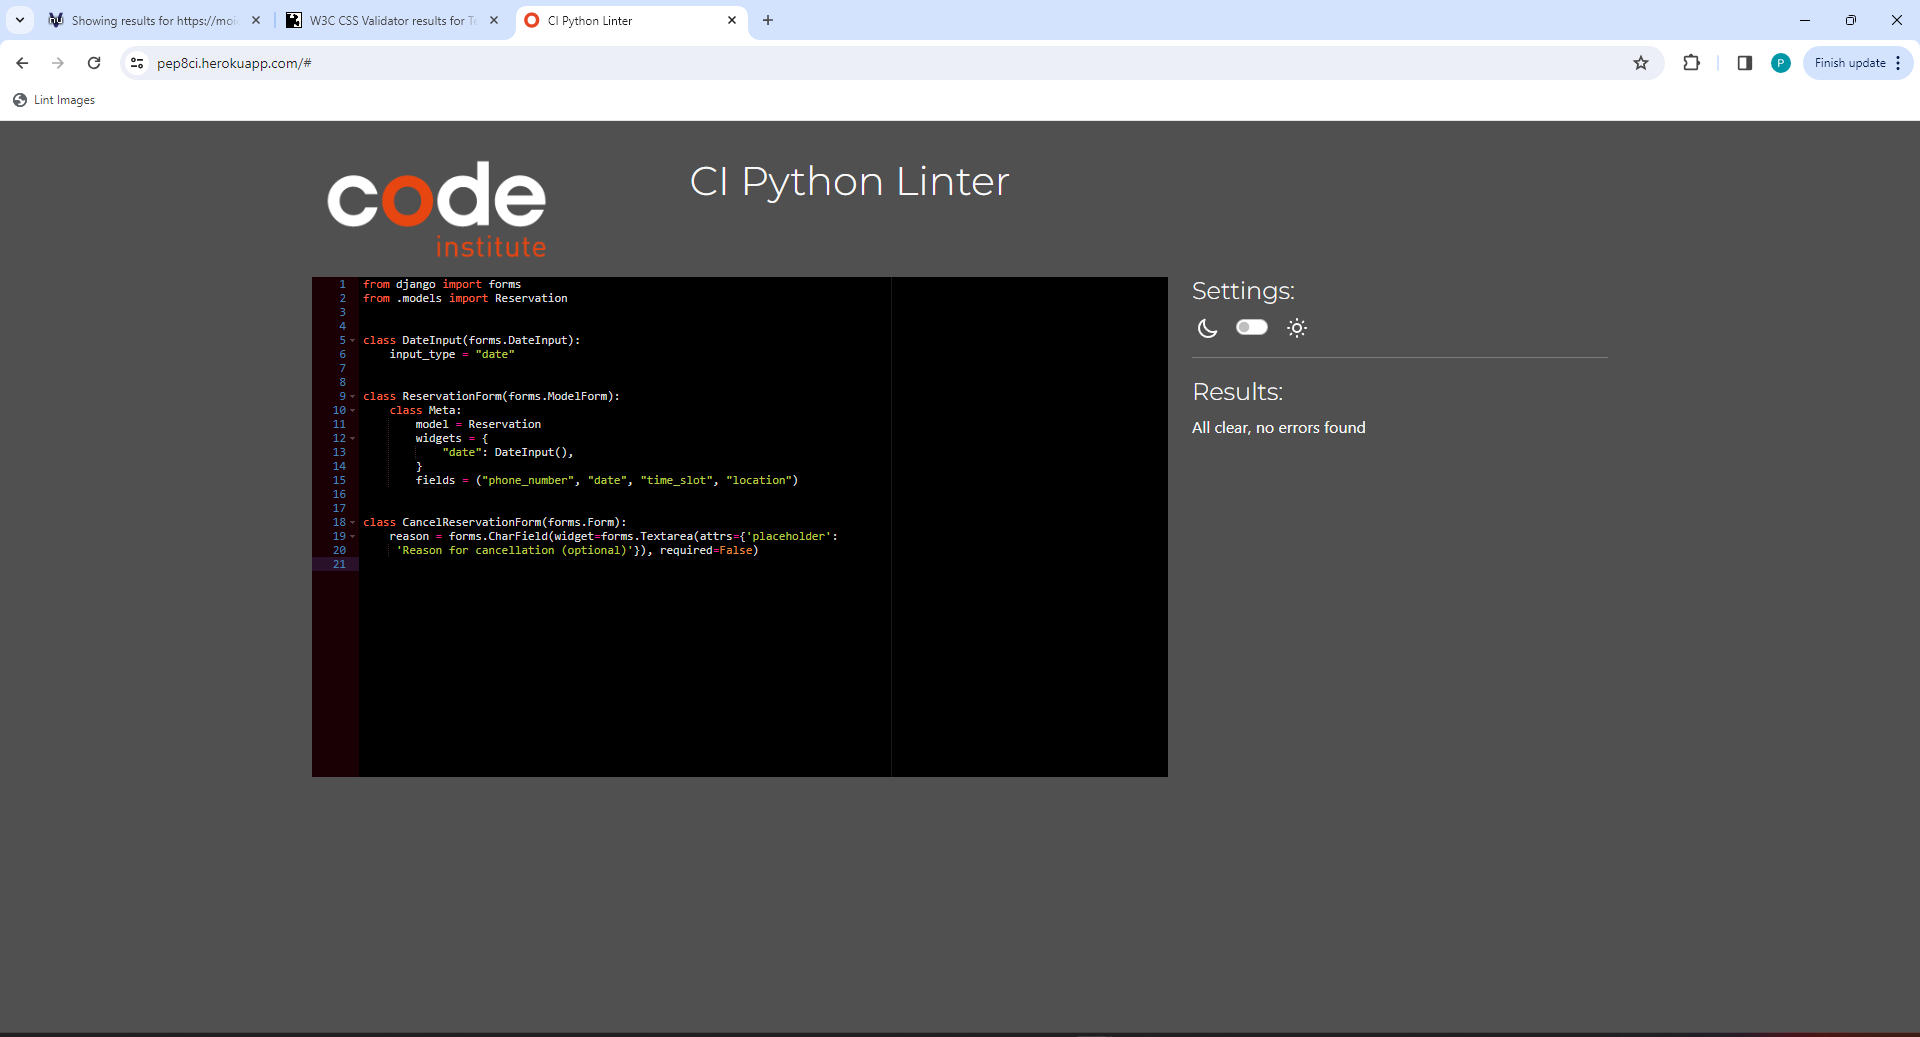 Showing results for https://moi
W3C CSS Validator results for Te
CI Python Linter
pep8ci.herokuapp.com/#
P
Finish update
Lint Images
code
institute
CI Python Linter
1 from django import forms
2 from .models import Reservation
3
4
5 class DateInput(forms.DateInput):
6     input_type = "date"
7
8
9 class ReservationForm(forms.ModelForm):
10     class Meta:
11         model = Reservation
12         widgets = {
13             "date": DateInput(),
14         }
15         fields = ("phone_number", "date", "time_slot", "location")
16
17
18 class CancelReservationForm(forms.Form):
19     reason = forms.CharField(widget=forms.Textarea(attrs={'placeholder':
20      'Reason for cancellation (optional)'}), required=False)
21
Settings:
Results:
All clear, no errors found